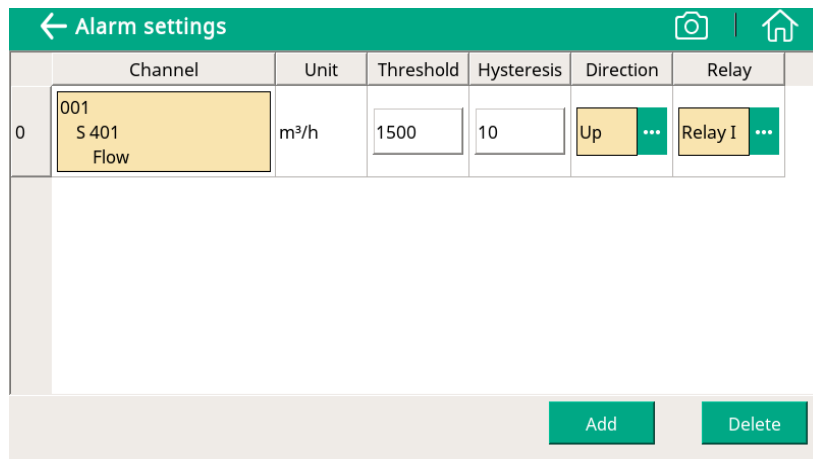 Alarm settings
Channel Unit Threshold Hysteresis Direction Relay
0 001 m³/h 1500 10 Up ... Relay I ...
S 401
Flow
Add Delete